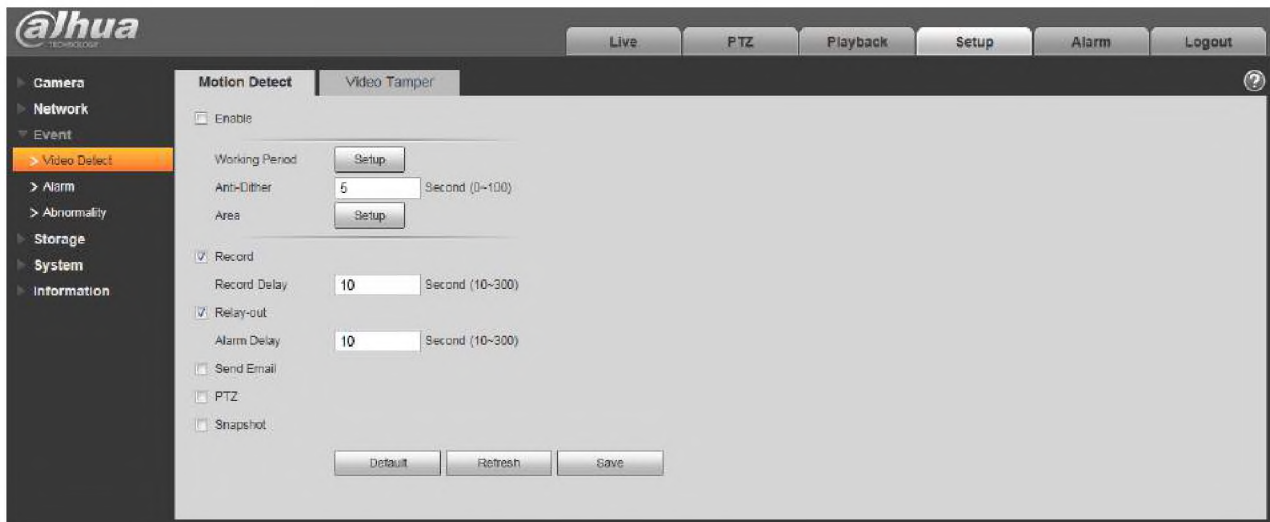 alhua
TECHNOLOGY
Live
PTZ
Playback
Setup
Alarm
Logout
Camera
Network
Event
> Video Detect
> Alarm
> Abnormality
Storage
System
Information
Motion Detect
Video Tamper
?
Enable
Working Period Setup
Anti-Dither 5 Second (0~100)
Area Setup
Record
Record Delay 10 Second (10~300)
Relay-out
Alarm Delay 10 Second (10~300)
Send Email
PTZ
Snapshot
Default Refresh Save